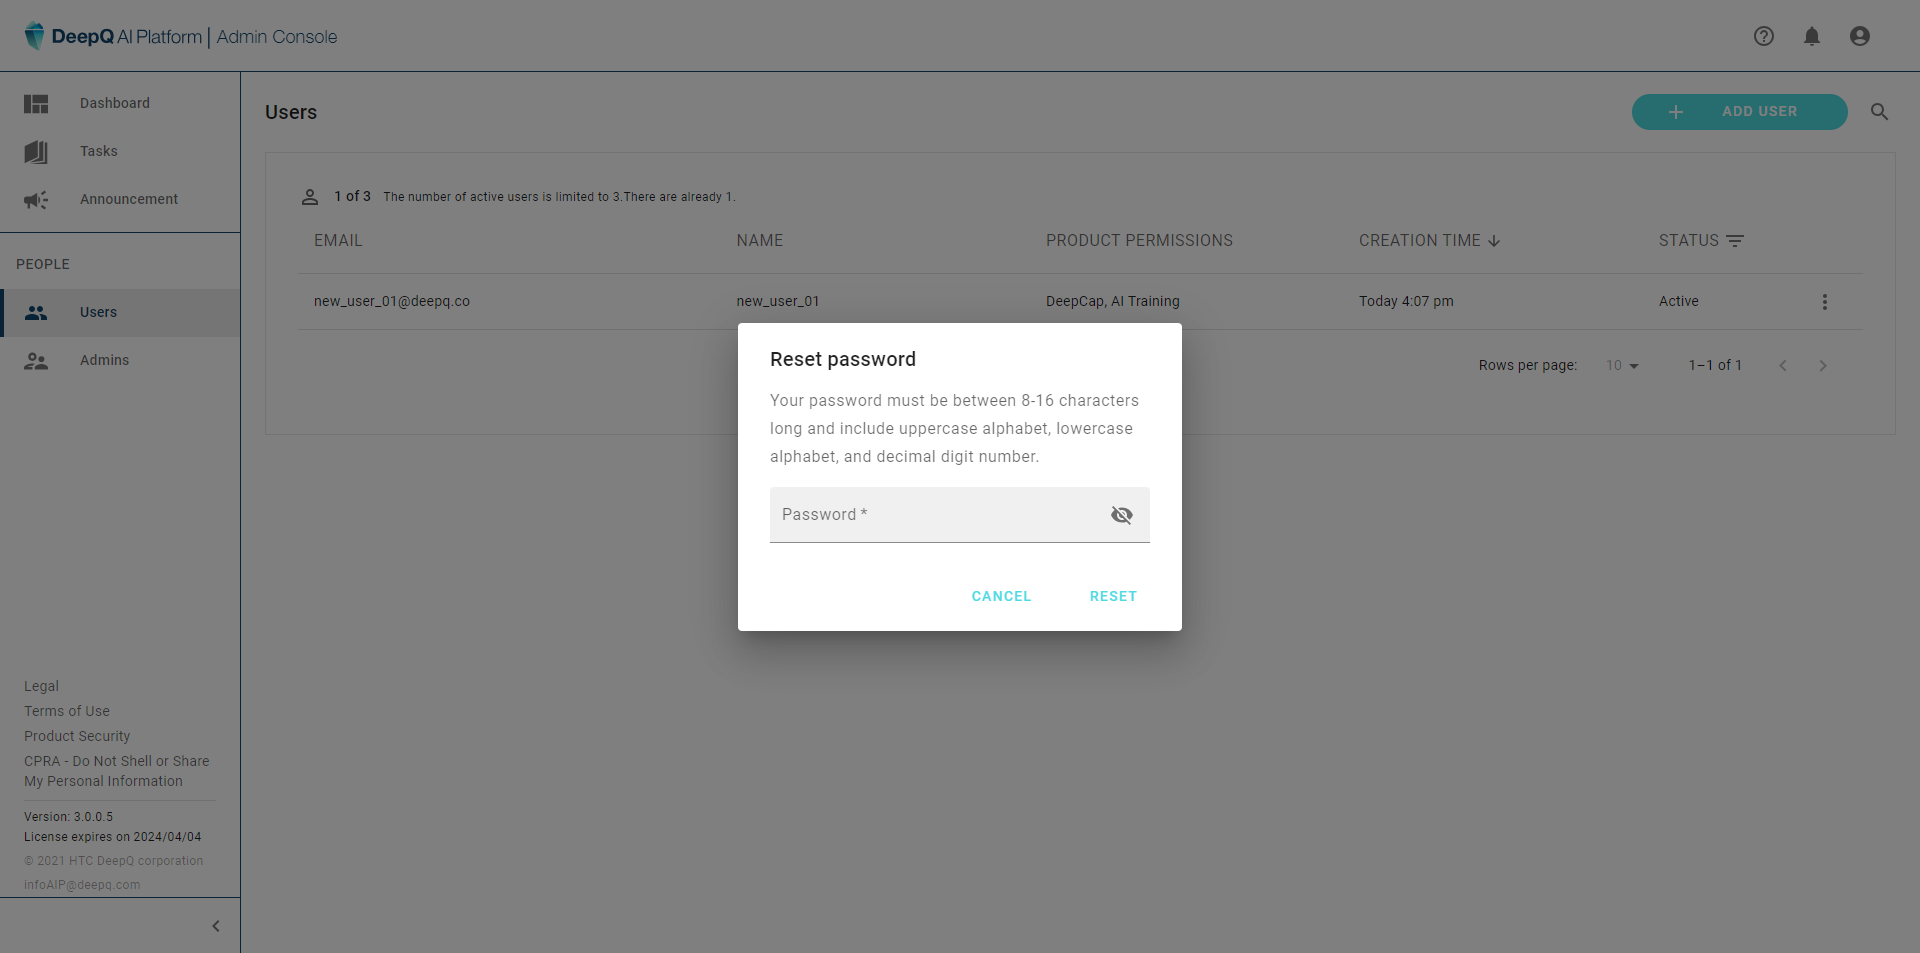 DeepQ AI Platform | Admin Console
Dashboard
Tasks
Announcement
PEOPLE
Users
Admins
Legal
Terms of Use
Product Security
CPRA - Do Not Shell or Share
My Personal Information
Version: 3.0.0.5
License expires on 2024/04/04
© 2021 HTC DeepQ corporation
infoAIP@deepq.com
Users
ADD USER
1 of 3 The number of active users is limited to 3.There are already 1.
EMAIL NAME PRODUCT PERMISSIONS CREATION TIME STATUS
new_user_01@deepq.co new_user_01 DeepCap, AI Training Today 4:07 pm Active
Rows per page: 10 1–1 of 1
Reset password
Your password must be between 8-16 characters
long and include uppercase alphabet, lowercase
alphabet, and decimal digit number.
Password *
CANCEL RESET